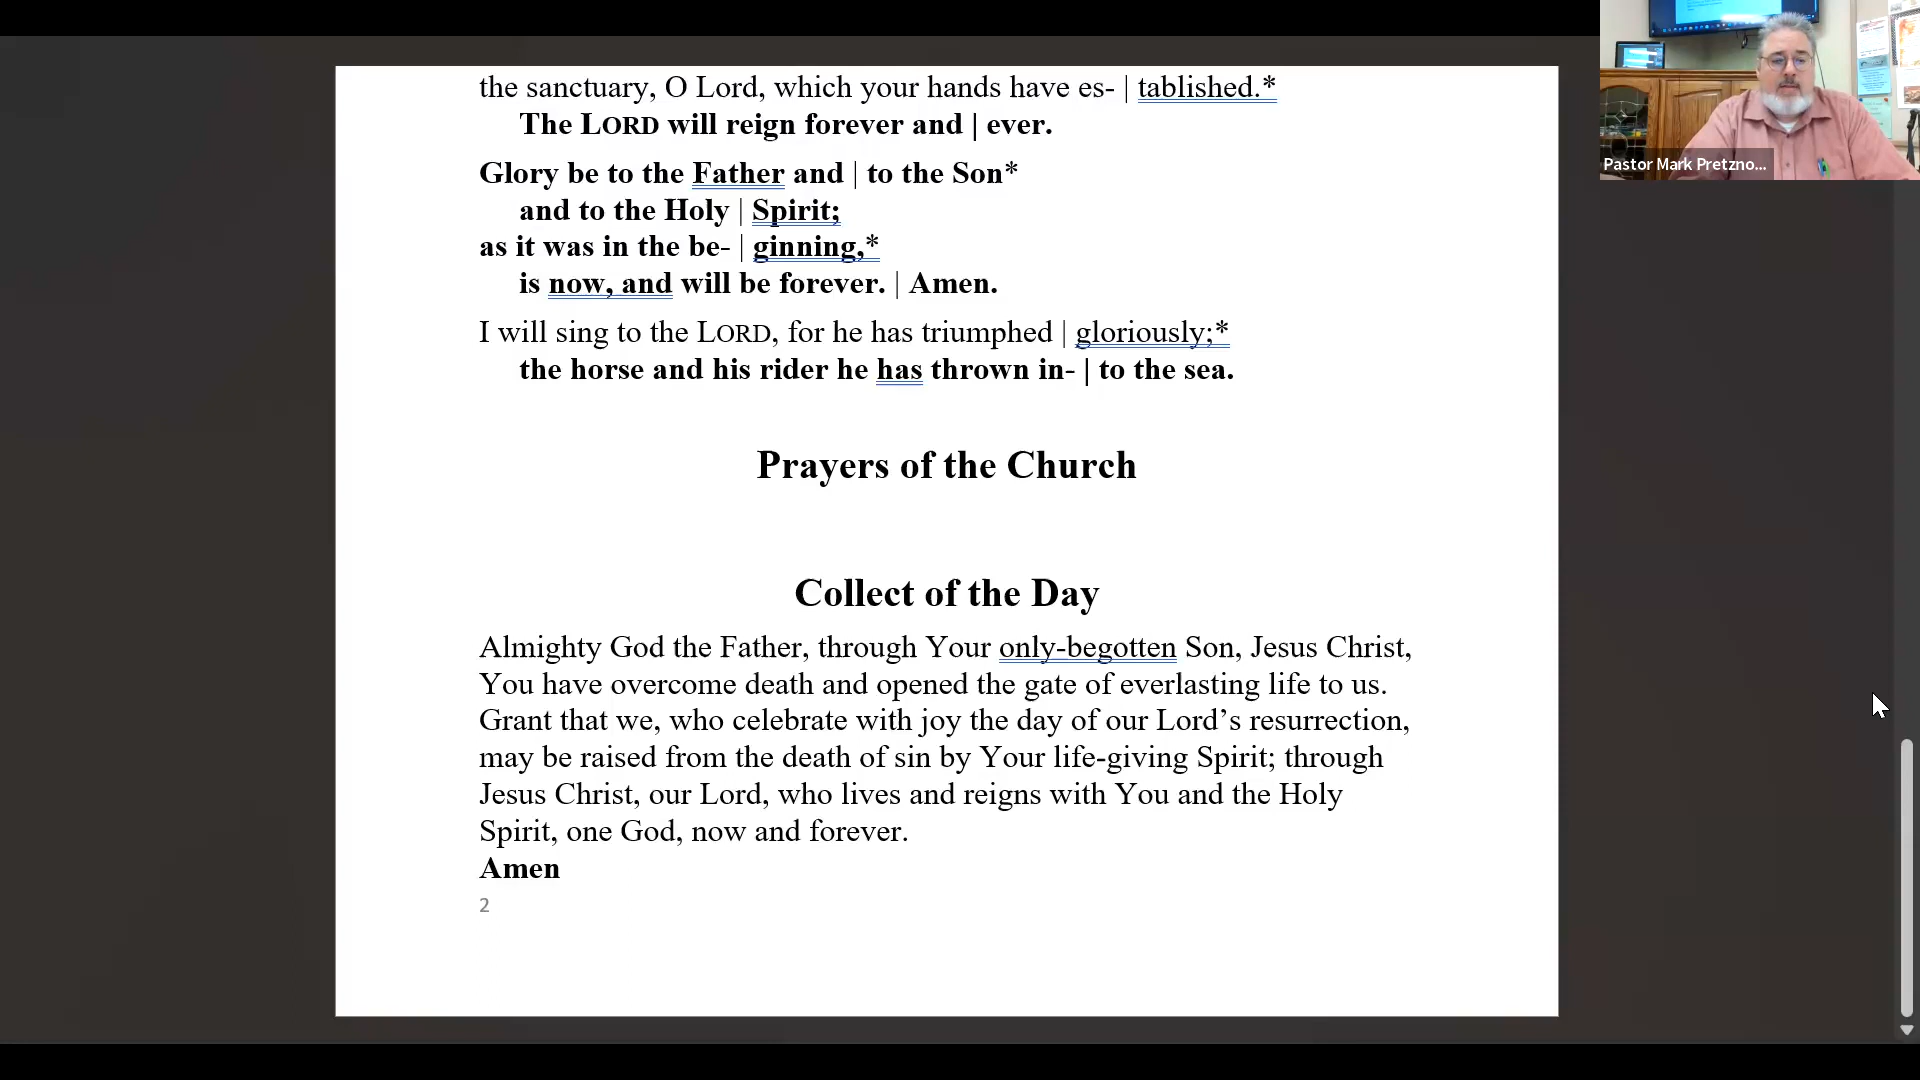 the sanctuary, O Lord, which your hands have es- | tablished.*
The LORD will reign forever and | ever.
Glory be to the Father and | to the Son*
and to the Holy | Spirit;
as it was in the be- | ginning,*
is now, and will be forever. | Amen.
I will sing to the LORD, for he has triumphed | gloriously;*
the horse and his rider he has thrown in- | to the sea.
Prayers of the Church
Collect of the Day
Almighty God the Father, through Your only-begotten Son, Jesus Christ,
You have overcome death and opened the gate of everlasting life to us.
Grant that we, who celebrate with joy the day of our Lord’s resurrection,
may be raised from the death of sin by Your life-giving Spirit; through
Jesus Christ, our Lord, who lives and reigns with You and the Holy
Spirit, one God, now and forever.
Amen
2
Pastor Mark Pretzno...